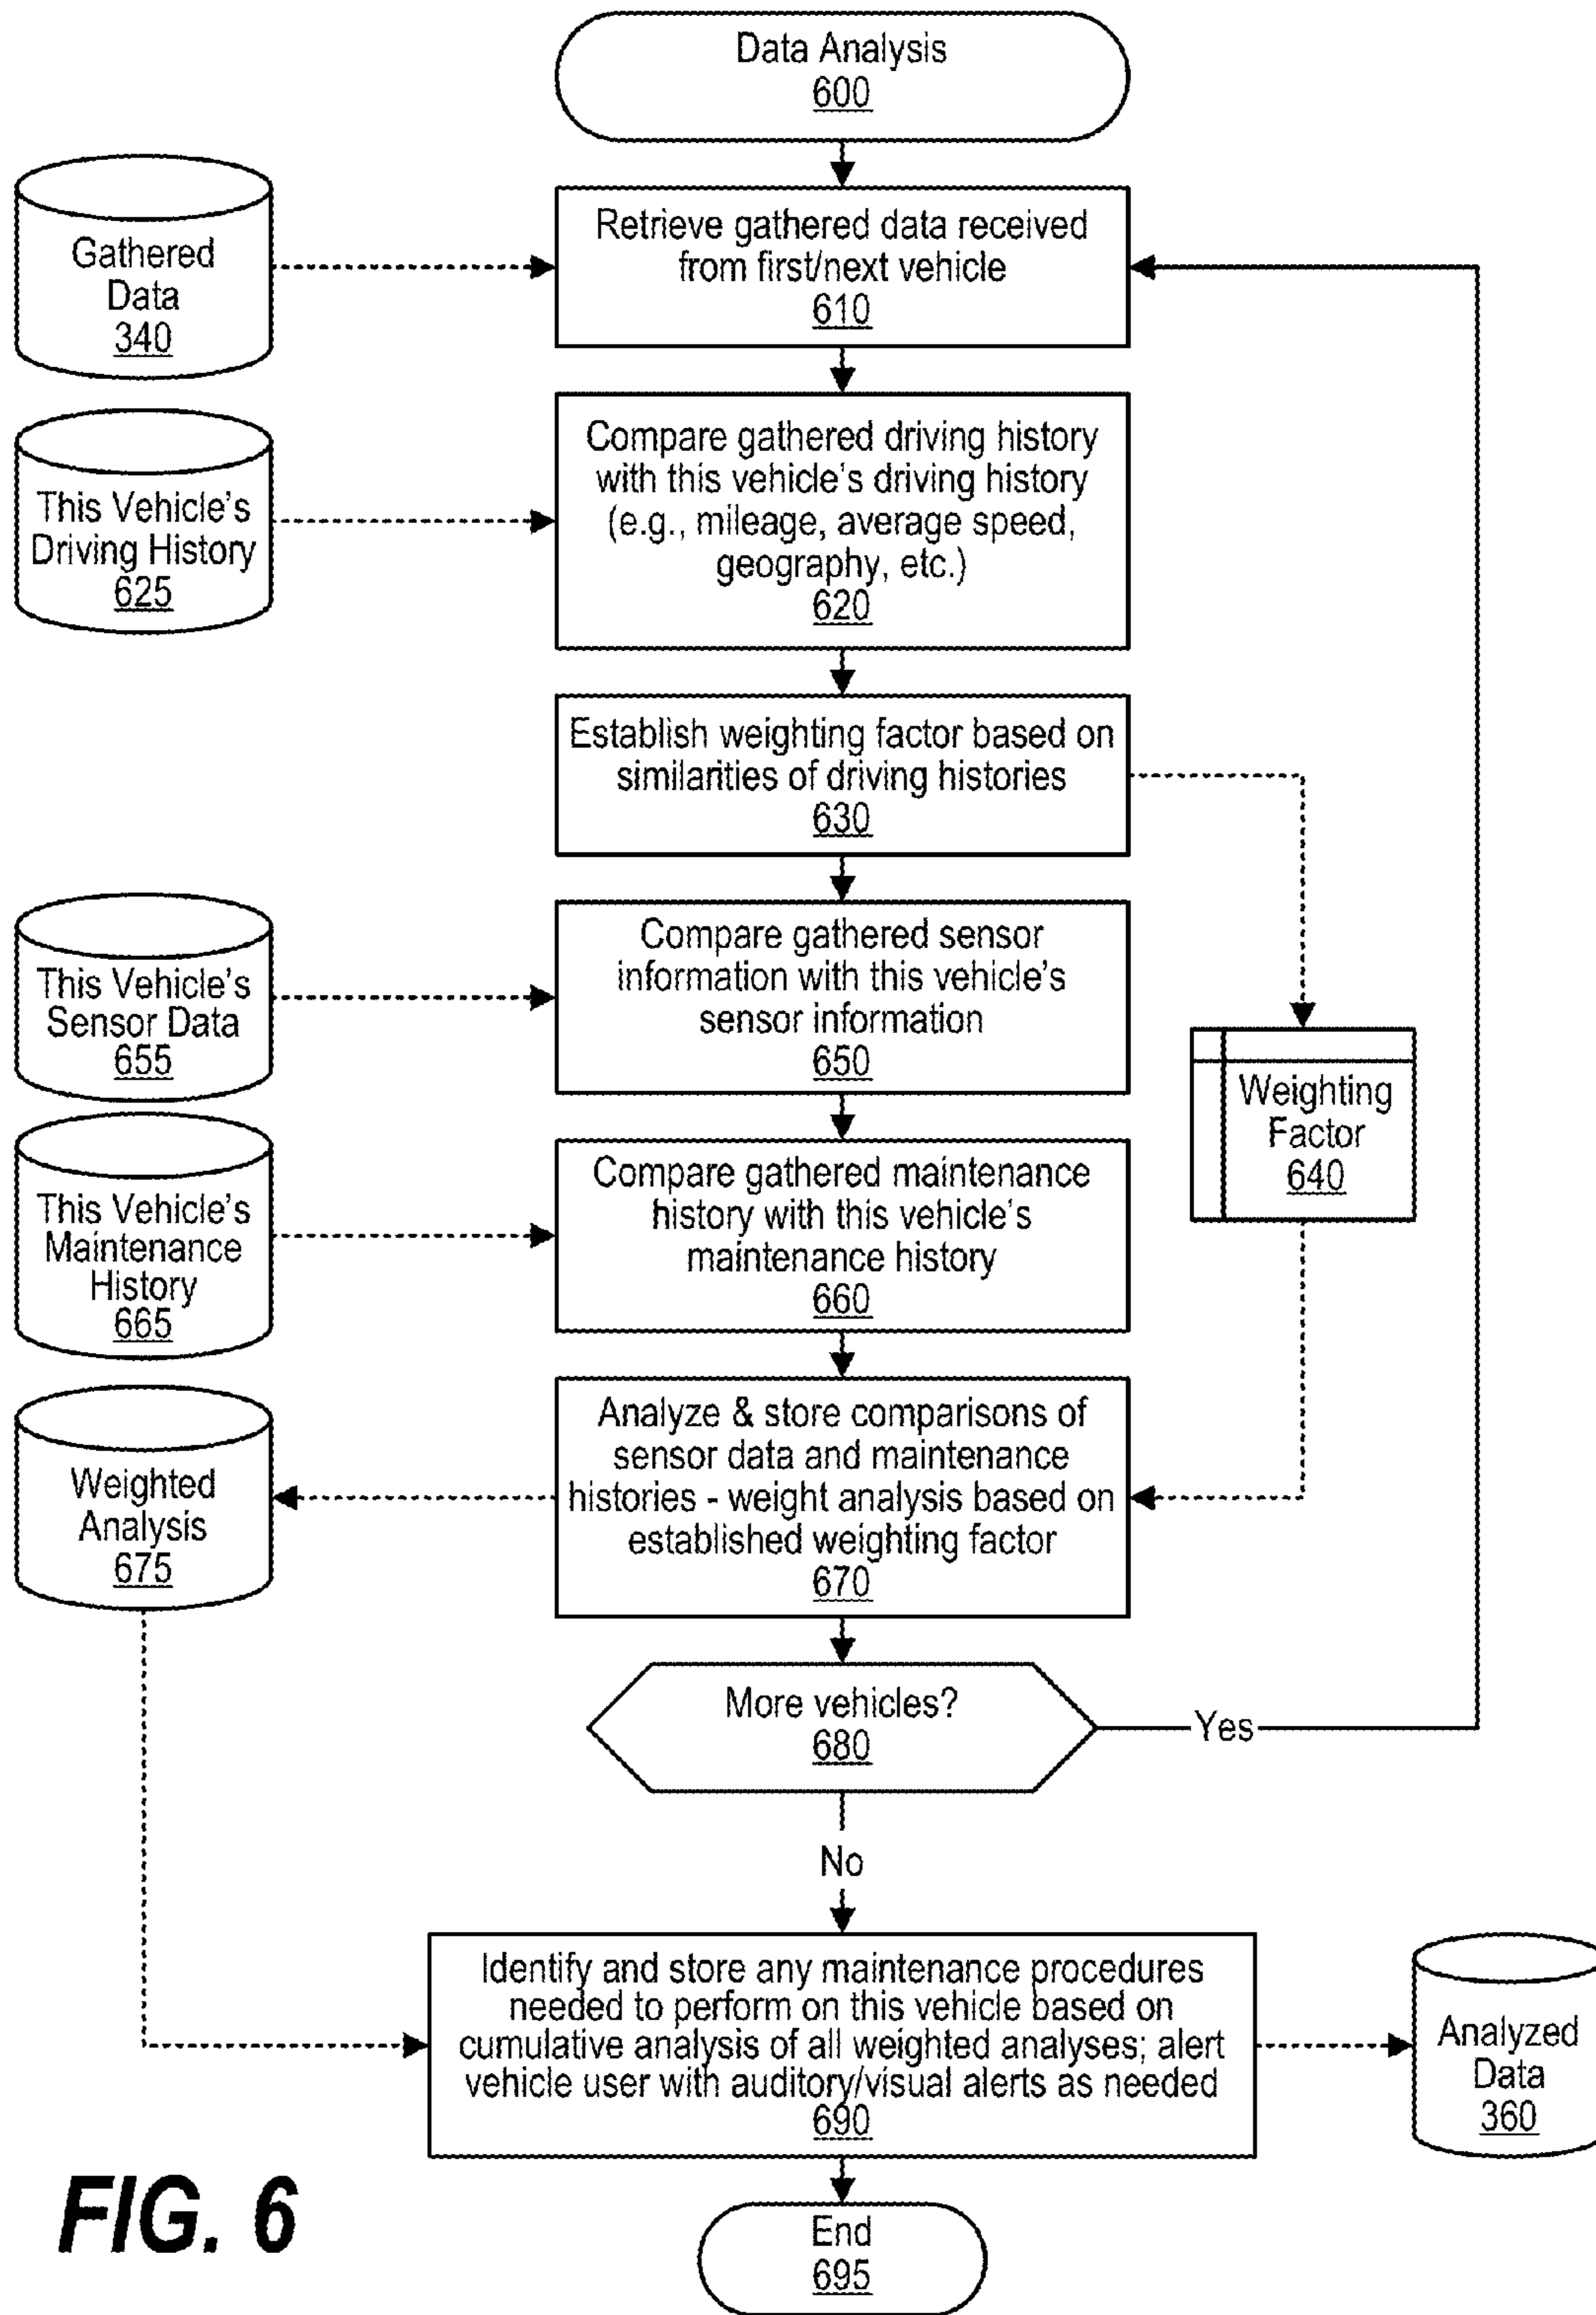 Data Analysis
600
Gathered
Data
340
Retrieve gathered data received
from first/next vehicle
610
This Vehicle's
Driving History
625
Compare gathered driving history
with this vehicle's driving history
(e.g., mileage, average speed,
geography, etc.)
620
Establish weighting factor based on
similarities of driving histories
630
This Vehicle's
Sensor Data
655
Compare gathered sensor
information with this vehicle's
sensor information
650
Weighting
Factor
640
This Vehicle's
Maintenance
History
665
Compare gathered maintenance
history with this vehicle's
maintenance history
660
Weighted
Analysis
675
Analyze & store comparisons of
sensor data and maintenance
histories - weight analysis based on
established weighting factor
670
More vehicles?
680
Yes
No
Identify and store any maintenance procedures
needed to perform on this vehicle based on
cumulative analysis of all weighted analyses; alert
vehicle user with auditory/visual alerts as needed
690
Analyzed
Data
360
FIG. 6
End
695